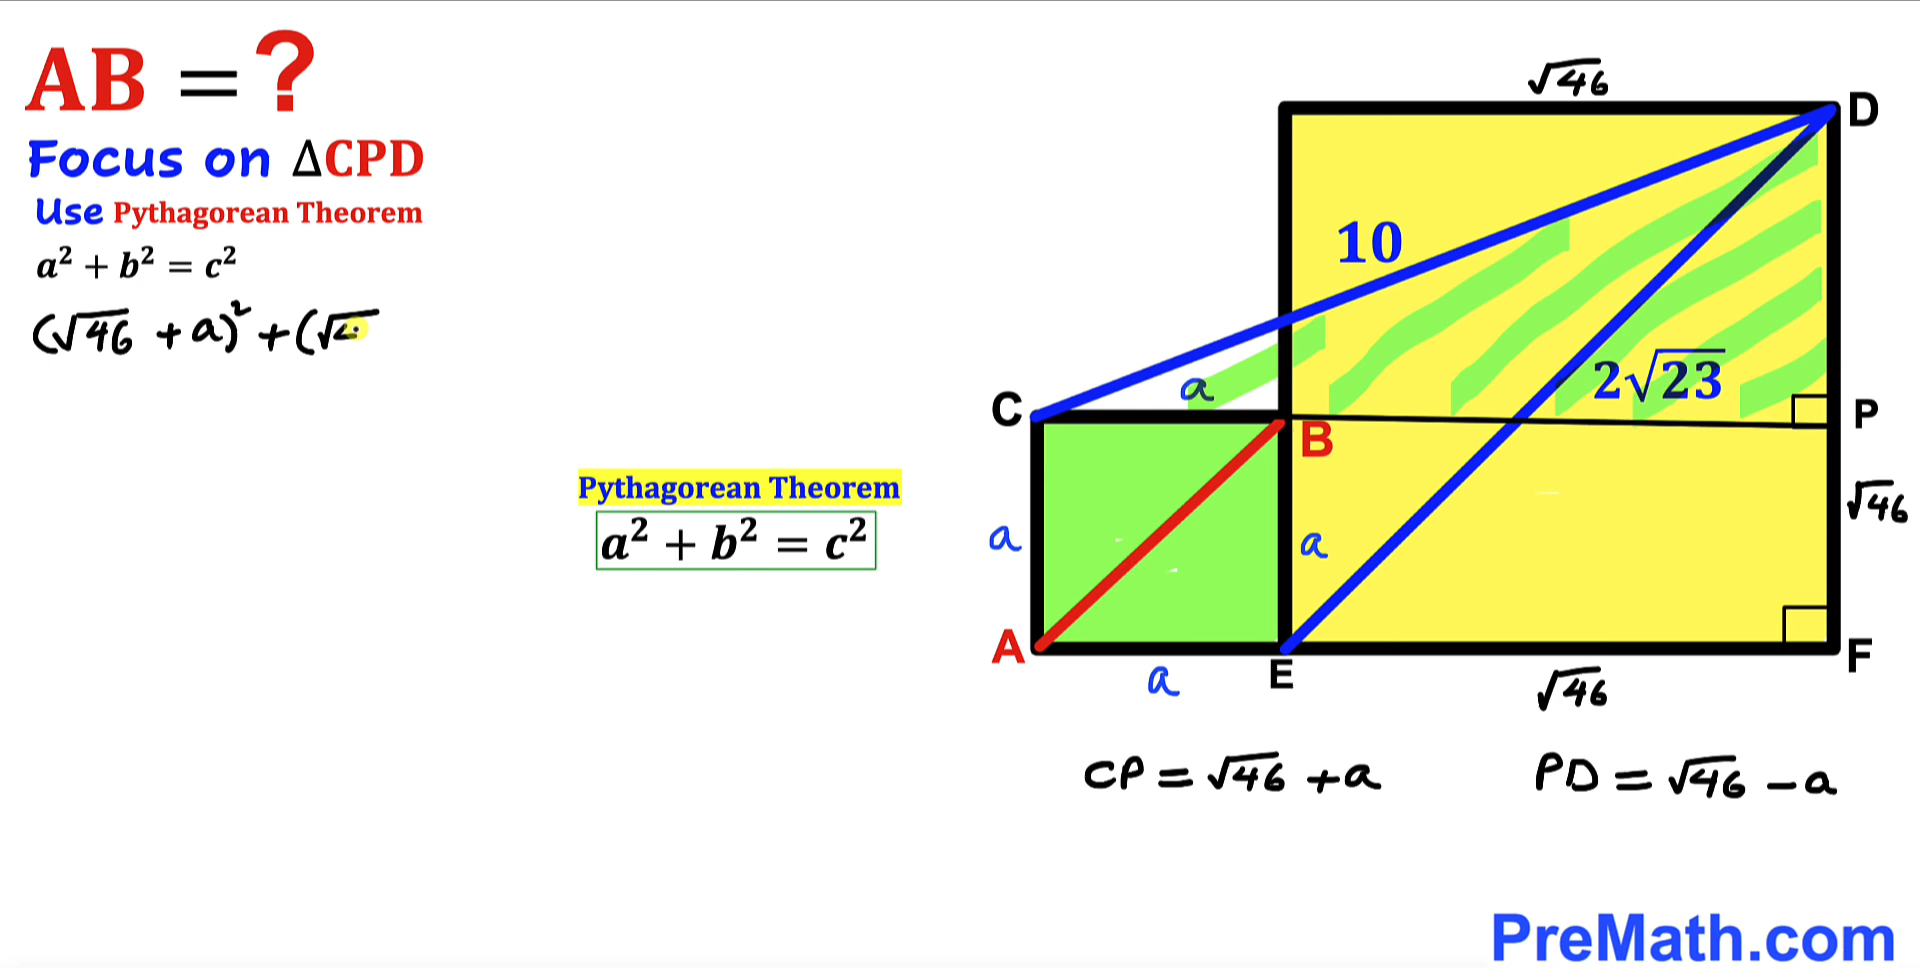 AB = ?
Focus on ΔCPD
Use Pythagorean Theorem
a² + b² = c²
(√46 + a)² + (√4
Pythagorean Theorem
a² + b² = c²
√46
D
10
2√23
C
a
B
P
a
a
√46
A
a
E
√46
F
CP = √46 + a
PD = √46 − a
PreMath.com